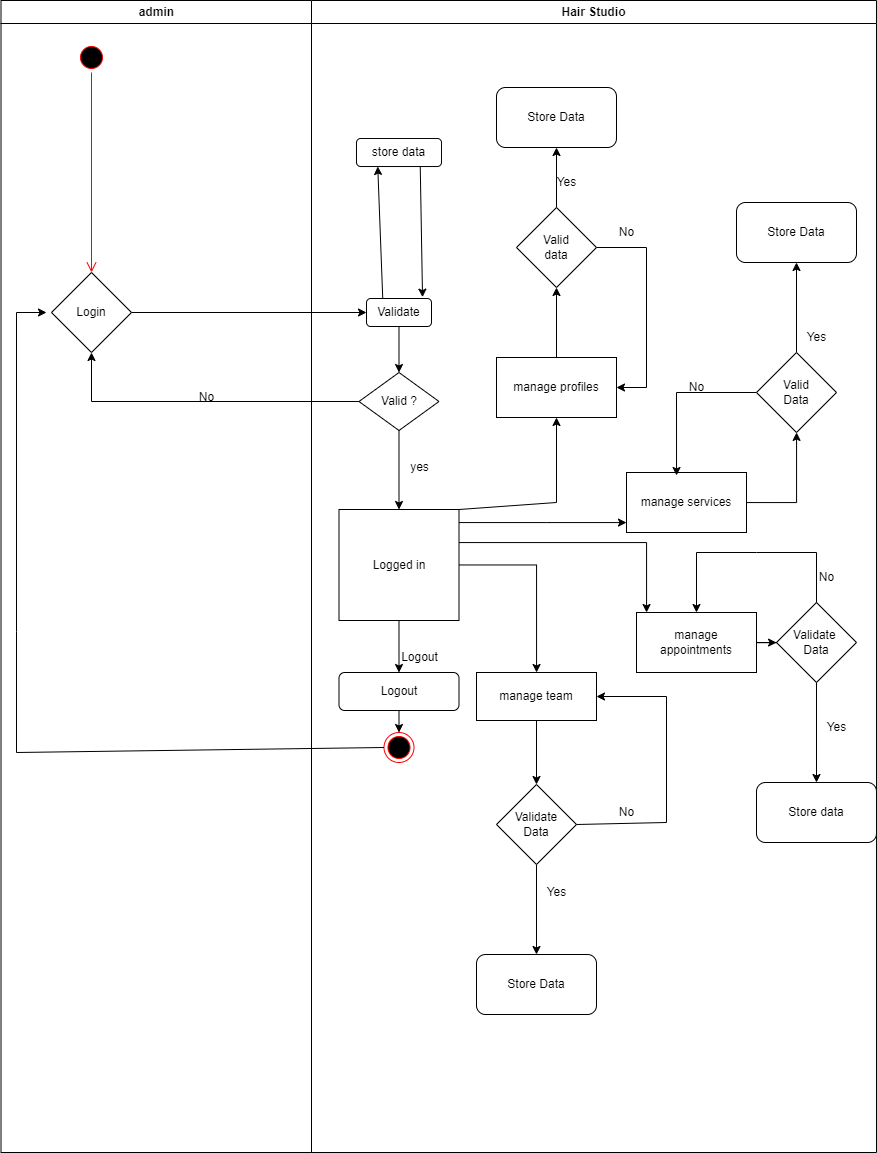 admin
Hair Studio
Store Data
store data
Yes
Valid
data
No
Store Data
Login
Validate
Yes
manage profiles
No
Valid
Data
No
Valid ?
yes
manage services
Logged in
No
manage
appointments
Validate
Data
Logout
Logout
manage team
Yes
Validate
Data
No
Store data
Yes
Store Data